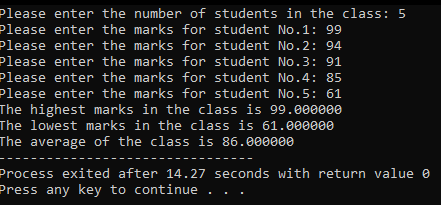 Please enter the number of students in the class: 5
Please enter the marks for student No.1: 99
Please enter the marks for student No.2: 94
Please enter the marks for student No.3: 91
Please enter the marks for student No.4: 85
Please enter the marks for student No.5: 61
The highest marks in the class is 99.000000
The lowest marks in the class is 61.000000
The average of the class is 86.000000
--------------------------------
Process exited after 14.27 seconds with return value 0
Press any key to continue . . .